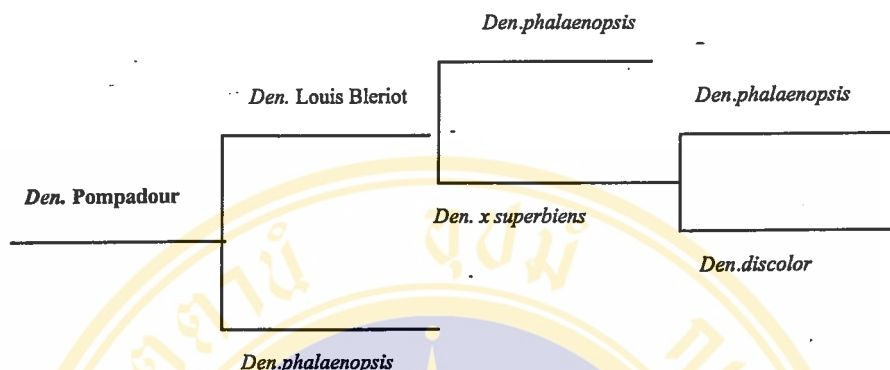 Den.phalaenopsis
Den. Louis Bleriot
Den.phalaenopsis
Den. Pompadour
Den. x superbiens
Den.discolor
Den.phalaenopsis